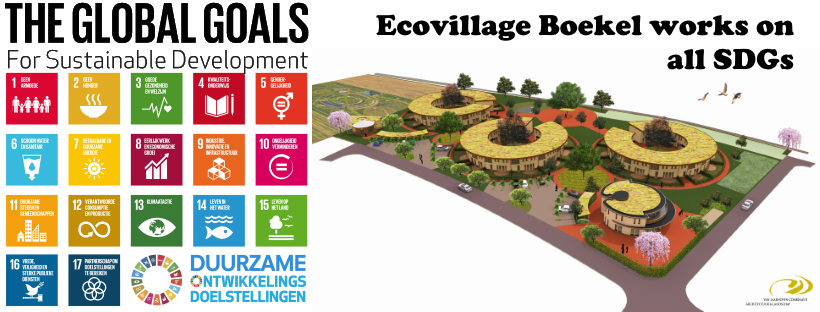 THE GLOBAL GOALS
For Sustainable Development
Ecovillage Boekel works on
all SDGs
1 GEEN
ARMOEDE
2 GEEN
HONGER
3 GOEDE
GEZONDHEID
EN WELZIJN
4 KWALITEITS-
ONDERWIJS
5 GENDER-
GELIJKHEID
6 SCHOON WATER
EN SANITAIR
7 BETAALBARE EN
DUURZAME
ENERGIE
8 EERLIJK WERK
EN ECONOMISCHE
GROEI
9 INDUSTRIE,
INNOVATIE EN
INFRASTRUCTUUR
10 ONGELIJKHEID
VERMINDEREN
11 DUURZAME
STEDEN EN
GEMEENSCHAPPEN
12 VERANTWOORDE
CONSUMPTIE
EN PRODUCTIE
13 KLIMAATACTIE
14 LEVEN IN
HET WATER
15 LEVEN OP
HET LAND
16 VREDE,
VEILIGHEID EN
STERKE PUBLIEKE
DIENSTEN
17 PARTNERSCHAP OM
DOELSTELLINGEN
TE BEREIKEN
DUURZAME
ONTWIKKELINGS
DOELSTELLINGEN